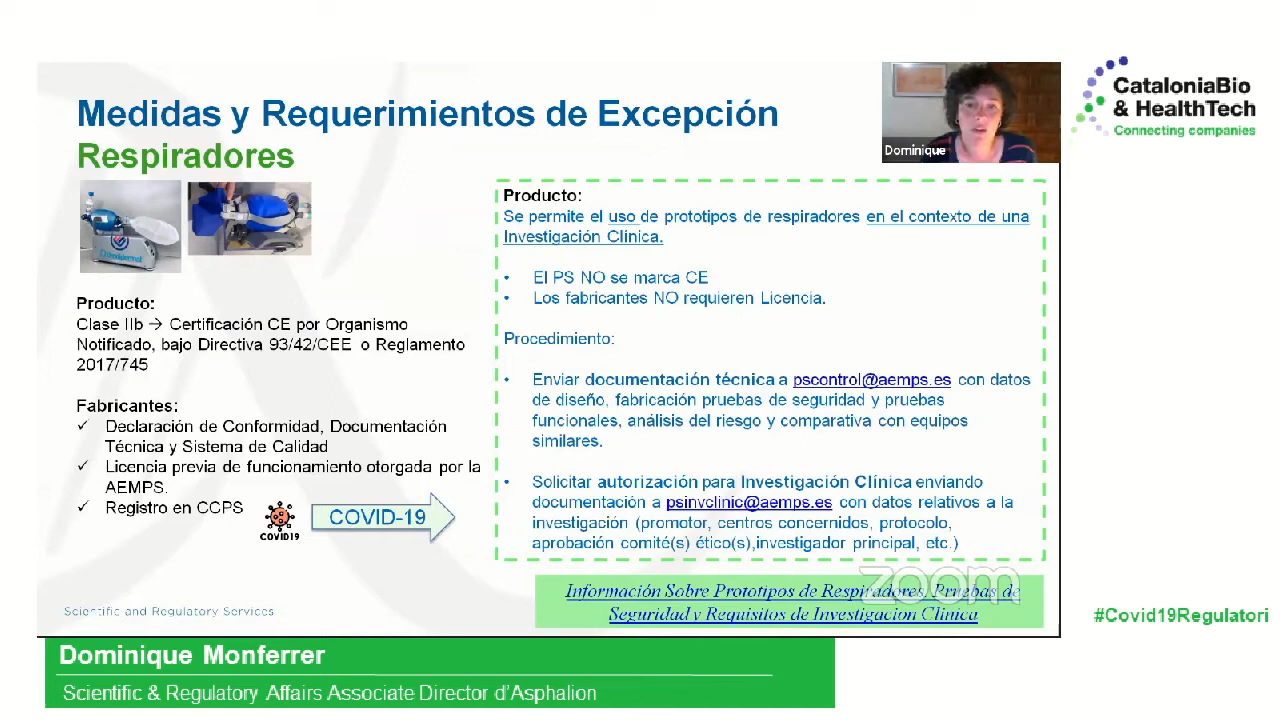 Medidas y Requerimientos de Excepción
Respiradores
Dominique
CataloniaBio
& HealthTech
Connecting companies
Producto:
Clase IIb → Certificación CE por Organismo
Notificado, bajo Directiva 93/42/CEE o Reglamento
2017/745
Fabricantes:
✓ Declaración de Conformidad, Documentación
Técnica y Sistema de Calidad
✓ Licencia previa de funcionamiento otorgada por la
AEMPS.
✓ Registro en CCPS
COVID19
COVID-19
Producto:
Se permite el uso de prototipos de respiradores en el contexto de una
Investigación Clínica.
• El PS NO se marca CE
• Los fabricantes NO requieren Licencia.
Procedimiento:
• Enviar documentación técnica a pscontrol@aemps.es con datos
de diseño, fabricación pruebas de seguridad y pruebas
funcionales, análisis del riesgo y comparativa con equipos
similares.
• Solicitar autorización para Investigación Clínica enviando
documentación a psinvclinic@aemps.es con datos relativos a la
investigación (promotor, centros concernidos, protocolo,
aprobación comité(s) ético(s),investigador principal, etc.)
zoom
Información Sobre Prototipos de Respiradores, Pruebas de
Seguridad y Requisitos de Investigacion Clinica
Scientific and Regulatory Services
#Covid19Regulatori
Dominique Monferrer
Scientific & Regulatory Affairs Associate Director d'Asphalion